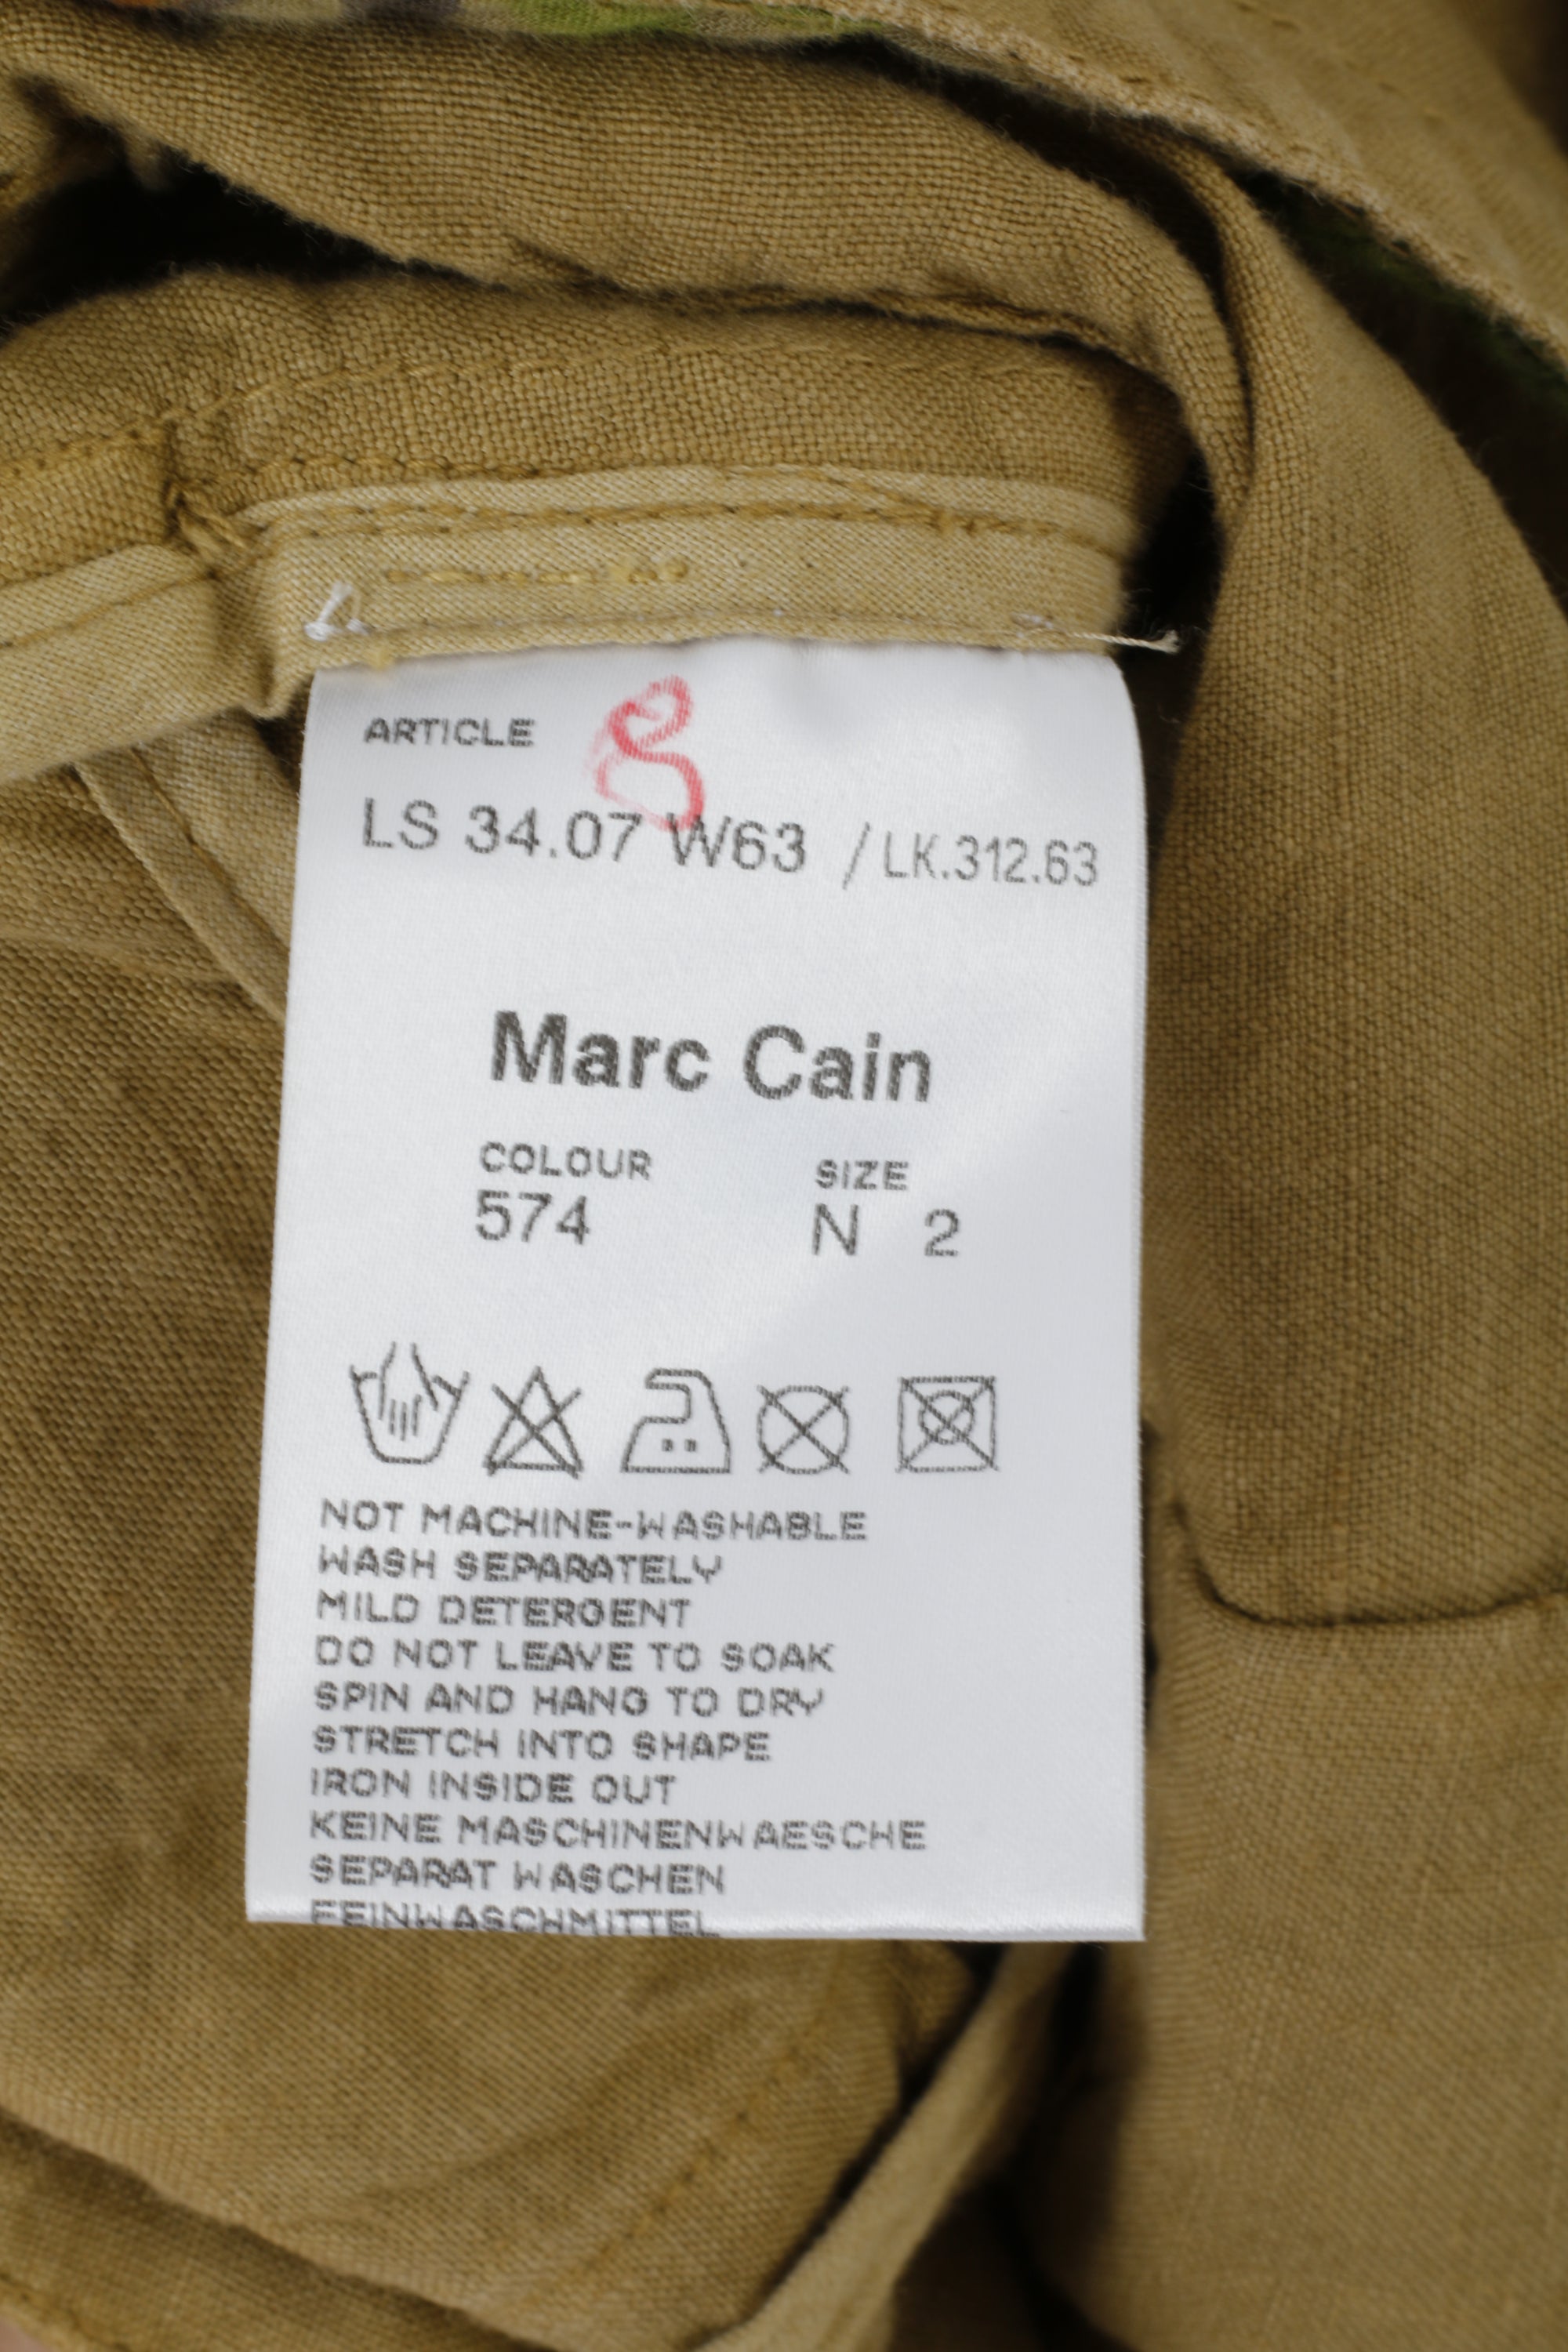 8
ARTICLE
LS 34.07 W63 / LK.312.63
Marc Cain
COLOUR SIZE
574 N 2
NOT MACHINE-WASHABLE
WASH SEPARATELY
MILD DETERGENT
DO NOT LEAVE TO SOAK
SPIN AND HANG TO DRY
STRETCH INTO SHAPE
IRON INSIDE OUT
KEINE MASCHINENWAESCHE
SEPARAT WASCHEN
FEINWASCHMITTEL